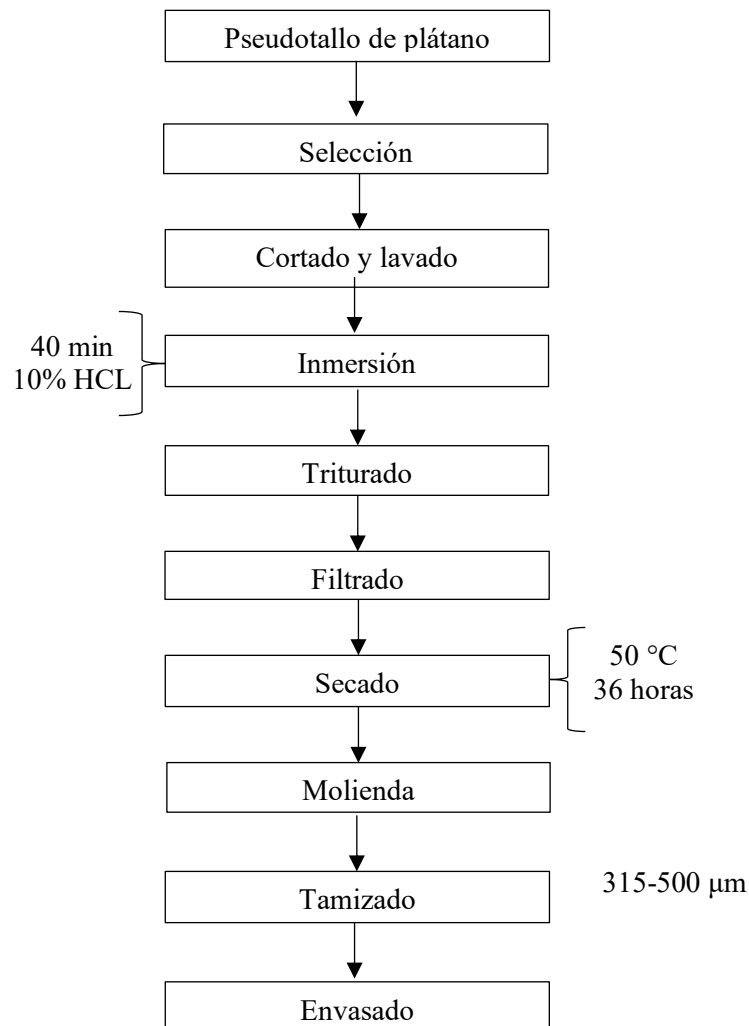 Pseudotallo de plátano
Selección
Cortado y lavado
40 min
10% HCL
Inmersión
Triturado
Filtrado
Secado
50 °C
36 horas
Molienda
Tamizado
315-500 μm
Envasado